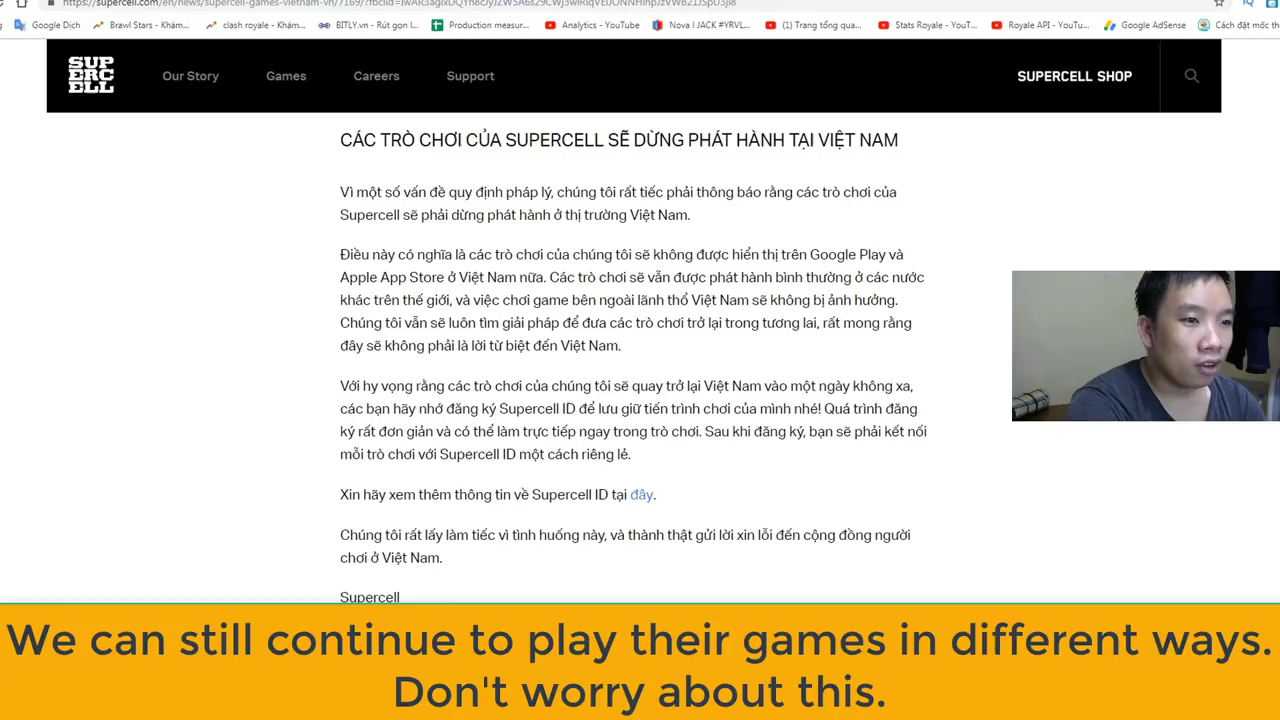 Google Dịch
Brawl Stars - Khám...
clash royale - Khám...
BITLY.vn - Rút gọn l...
Production measur...
Analytics - YouTube
Nova I JACK #YRVL...
(1) Trang tổng qua...
Stats Royale - YouT...
Royale API - YouTu...
Google AdSense
Cách đặt mốc th
SUP
ERC
ELL
Our Story
Games
Careers
Support
SUPERCELL SHOP
CÁC TRÒ CHƠI CỦA SUPERCELL SẼ DỪNG PHÁT HÀNH TẠI VIỆT NAM
Vì một số vấn đề quy định pháp lý, chúng tôi rất tiếc phải thông báo rằng các trò chơi của
Supercell sẽ phải dừng phát hành ở thị trường Việt Nam.
Điều này có nghĩa là các trò chơi của chúng tôi sẽ không được hiển thị trên Google Play và
Apple App Store ở Việt Nam nữa. Các trò chơi sẽ vẫn được phát hành bình thường ở các nước
khác trên thế giới, và việc chơi game bên ngoài lãnh thổ Việt Nam sẽ không bị ảnh hưởng.
Chúng tôi vẫn sẽ luôn tìm giải pháp để đưa các trò chơi trở lại trong tương lai, rất mong rằng
đây sẽ không phải là lời từ biệt đến Việt Nam.
Với hy vọng rằng các trò chơi của chúng tôi sẽ quay trở lại Việt Nam vào một ngày không xa,
các bạn hãy nhớ đăng ký Supercell ID để lưu giữ tiến trình chơi của mình nhé! Quá trình đăng
ký rất đơn giản và có thể làm trực tiếp ngay trong trò chơi. Sau khi đăng ký, bạn sẽ phải kết nối
mỗi trò chơi với Supercell ID một cách riêng lẻ.
Xin hãy xem thêm thông tin về Supercell ID tại đây.
Chúng tôi rất lấy làm tiếc vì tình huống này, và thành thật gửi lời xin lỗi đến cộng đồng người
chơi ở Việt Nam.
Supercell
We can still continue to play their games in different ways.
Don't worry about this.